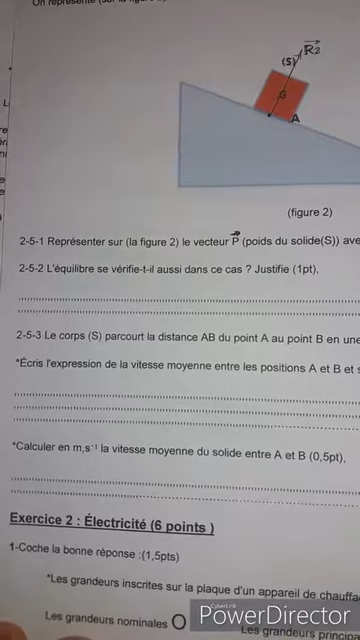 On représente
(S)
R2
G
A
(figure 2)
2-5-1 Représenter sur (la figure 2) le vecteur P (poids du solide(S)) ave
2-5-2 L'équilibre se vérifie-t-il aussi dans ce cas ? Justifie (1pt),
2-5-3 Le corps (S) parcourt la distance AB du point A au point B en une
*Écris l'expression de la vitesse moyenne entre les positions A et B et s
*Calculer en m,s⁻¹ la vitesse moyenne du solide entre A et B (0,5pt),
Exercice 2 : Électricité (6 points )
1-Coche la bonne réponse :(1,5pts)
*Les grandeurs inscrites sur la plaque d'un appareil de chauffa
Les grandeurs nominales
Les grandeurs principa
CyberLink
PowerDirector